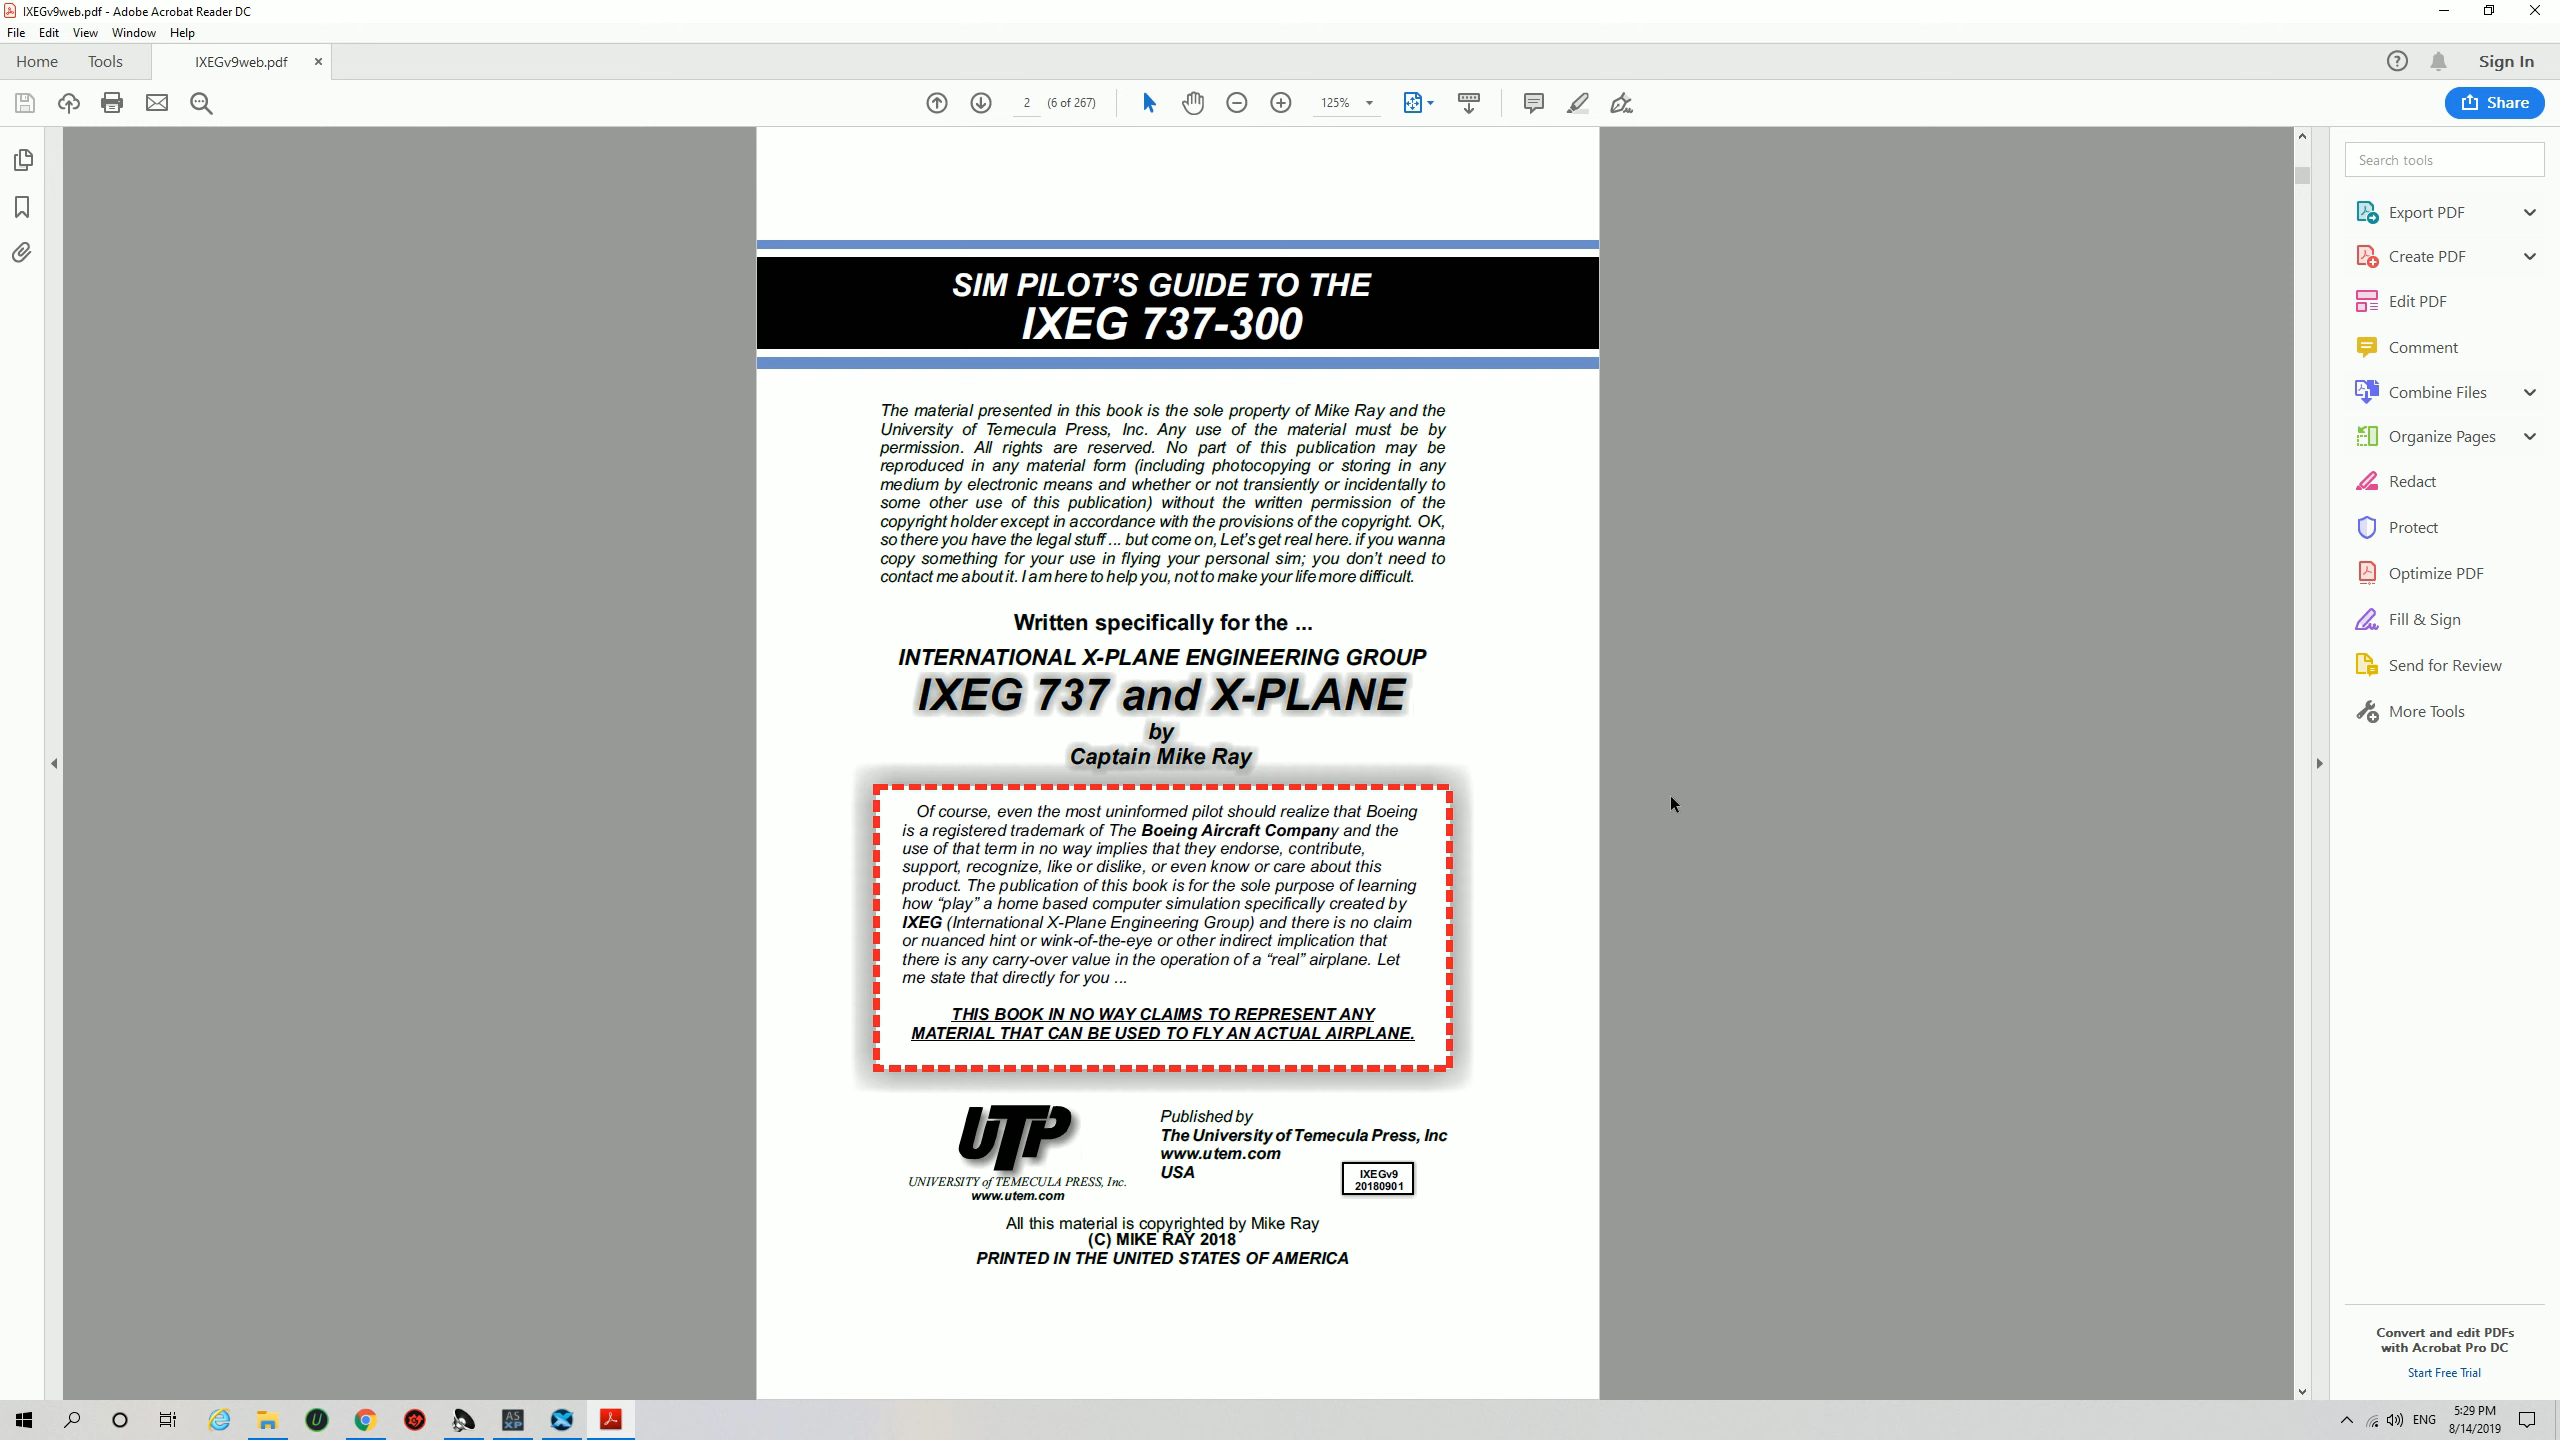 IXEGv9web.pdf - Adobe Acrobat Reader DC
File Edit View Window Help
Home Tools IXEGv9web.pdf Sign In
2 (6 of 267) 125% Share
Search tools
Export PDF
Create PDF
Edit PDF
Comment
Combine Files
Organize Pages
Redact
Protect
Optimize PDF
Fill & Sign
Send for Review
More Tools
SIM PILOT'S GUIDE TO THE
IXEG 737-300
The material presented in this book is the sole property of Mike Ray and the
University of Temecula Press, Inc. Any use of the material must be by
permission. All rights are reserved. No part of this publication may be
reproduced in any material form (including photocopying or storing in any
medium by electronic means and whether or not transiently or incidentally to
some other use of this publication) without the written permission of the
copyright holder except in accordance with the provisions of the copyright. OK,
so there you have the legal stuff ... but come on, Let's get real here. if you wanna
copy something for your use in flying your personal sim; you don't need to
contact me about it. I am here to help you, not to make your life more difficult.
Written specifically for the ...
INTERNATIONAL X-PLANE ENGINEERING GROUP
IXEG 737 and X-PLANE
by
Captain Mike Ray
Of course, even the most uninformed pilot should realize that Boeing
is a registered trademark of The Boeing Aircraft Company and the
use of that term in no way implies that they endorse, contribute,
support, recognize, like or dislike, or even know or care about this
product. The publication of this book is for the sole purpose of learning
how "play" a home based computer simulation specifically created by
IXEG (International X-Plane Engineering Group) and there is no claim
or nuanced hint or wink-of-the-eye or other indirect implication that
there is any carry-over value in the operation of a "real" airplane. Let
me state that directly for you ...
THIS BOOK IN NO WAY CLAIMS TO REPRESENT ANY
MATERIAL THAT CAN BE USED TO FLY AN ACTUAL AIRPLANE.
UTP
UNIVERSITY of TEMECULA PRESS, Inc.
www.utem.com
Published by
The University of Temecula Press, Inc
www.utem.com
USA
IXEGv9
20180901
All this material is copyrighted by Mike Ray
(C) MIKE RAY 2018
PRINTED IN THE UNITED STATES OF AMERICA
Convert and edit PDFs
with Acrobat Pro DC
Start Free Trial
AS
XP
ENG
5:29 PM
8/14/2019